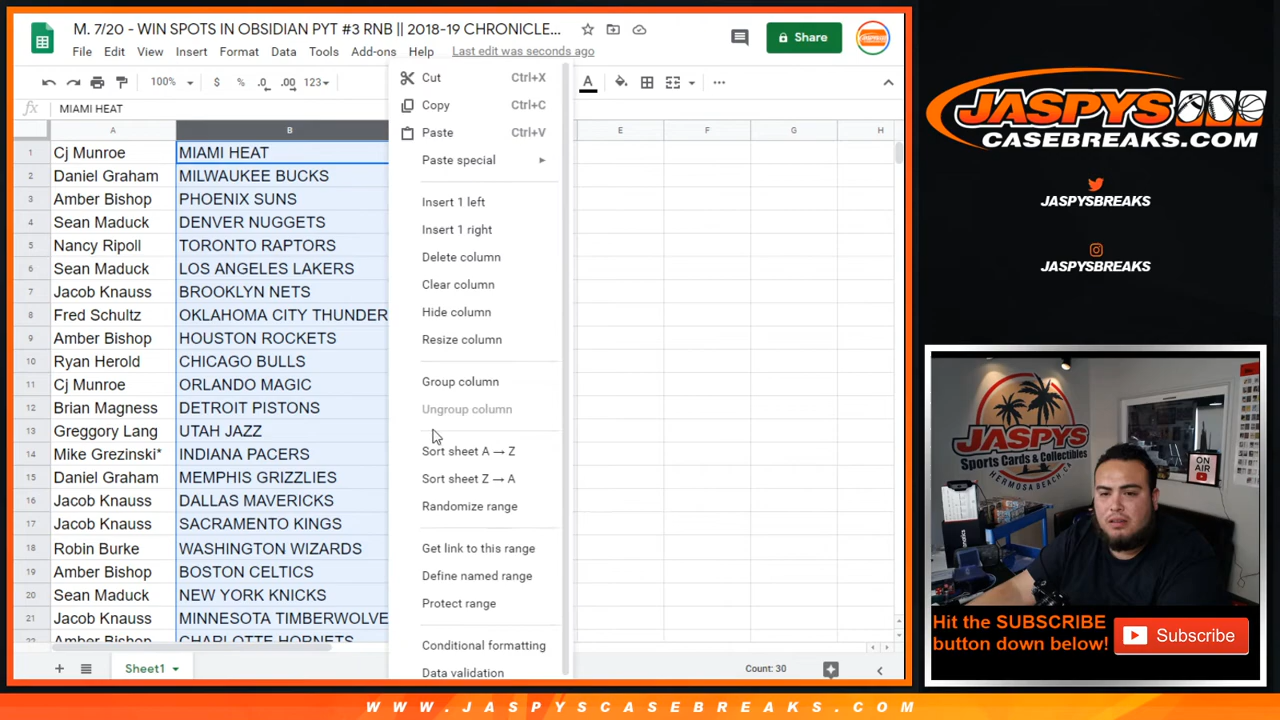 M. 7/20 - WIN SPOTS IN OBSIDIAN PYT #3 RNB || 2018-19 CHRONICLE...
File Edit View Insert Format Data Tools Add-ons Help Last edit was seconds ago
Share
100% $ % .0 .00 123 A
fx MIAMI HEAT
A B E F G H
1 Cj Munroe MIAMI HEAT
2 Daniel Graham MILWAUKEE BUCKS
3 Amber Bishop PHOENIX SUNS
4 Sean Maduck DENVER NUGGETS
5 Nancy Ripoll TORONTO RAPTORS
6 Sean Maduck LOS ANGELES LAKERS
7 Jacob Knauss BROOKLYN NETS
8 Fred Schultz OKLAHOMA CITY THUNDER
9 Amber Bishop HOUSTON ROCKETS
10 Ryan Herold CHICAGO BULLS
11 Cj Munroe ORLANDO MAGIC
12 Brian Magness DETROIT PISTONS
13 Greggory Lang UTAH JAZZ
14 Mike Grezinski* INDIANA PACERS
15 Daniel Graham MEMPHIS GRIZZLIES
16 Jacob Knauss DALLAS MAVERICKS
17 Jacob Knauss SACRAMENTO KINGS
18 Robin Burke WASHINGTON WIZARDS
19 Amber Bishop BOSTON CELTICS
20 Sean Maduck NEW YORK KNICKS
21 Jacob Knauss MINNESOTA TIMBERWOLVE
22 Amber Bishop CHARLOTTE HORNETS
Cut Ctrl+X
Copy Ctrl+C
Paste Ctrl+V
Paste special
Insert 1 left
Insert 1 right
Delete column
Clear column
Hide column
Resize column
Group column
Ungroup column
Sort sheet A → Z
Sort sheet Z → A
Randomize range
Get link to this range
Define named range
Protect range
Conditional formatting
Data validation
Sheet1
Count: 30
JASPYS
CASEBREAKS.COM
JASPYSBREAKS
JASPYSBREAKS
JASPYS
Sports Cards & Collectibles
HERMOSA BEACH, CA
ON AIR
Hit the SUBSCRIBE
button down below!
Subscribe
WWW.JASPYSCASEBREAKS.COM